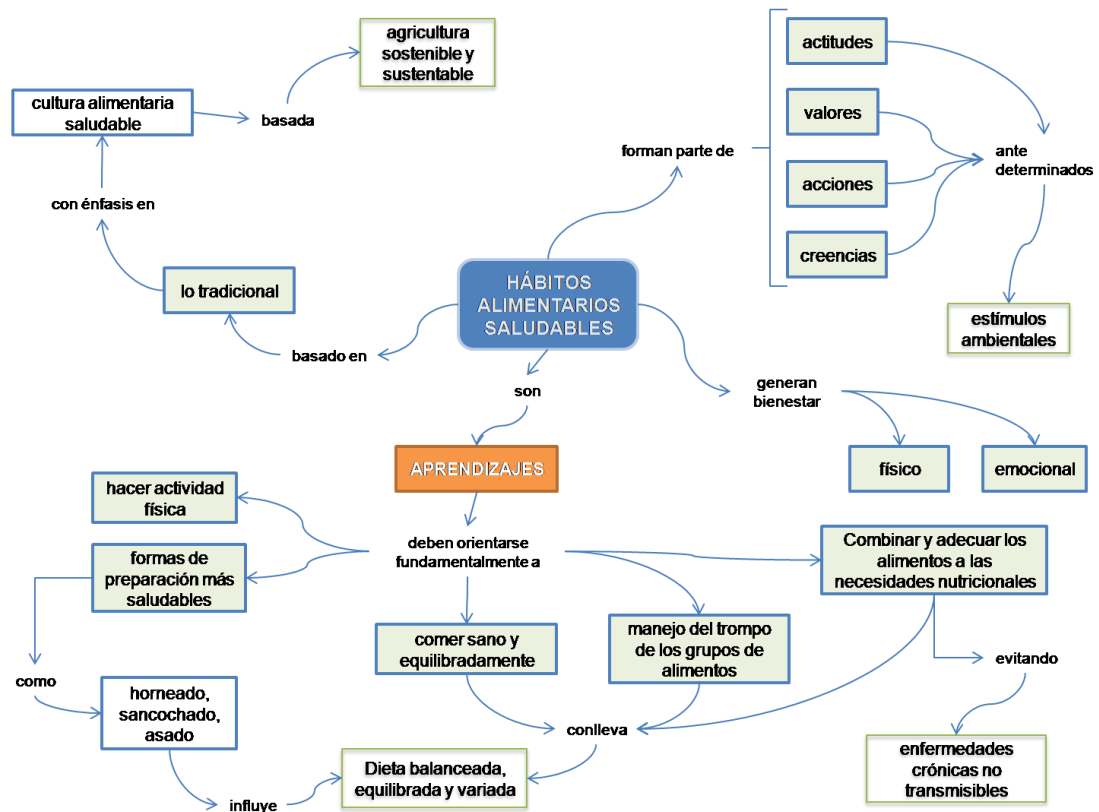 agricultura
sostenible y
sustentable
cultura alimentaria
saludable
basada
con énfasis en
lo tradicional
basado en
HÁBITOS
ALIMENTARIOS
SALUDABLES
forman parte de
actitudes
valores
acciones
creencias
ante
determinados
estímulos
ambientales
generan
bienestar
físico
emocional
son
APRENDIZAJES
deben orientarse
fundamentalmente a
hacer actividad
física
formas de
preparación más
saludables
como
horneado,
sancochado,
asado
influye
comer sano y
equilibradamente
manejo del trompo
de los grupos de
alimentos
Combinar y adecuar los
alimentos a las
necesidades nutricionales
conlleva
Dieta balanceada,
equilibrada y variada
evitando
enfermedades
crónicas no
transmisibles